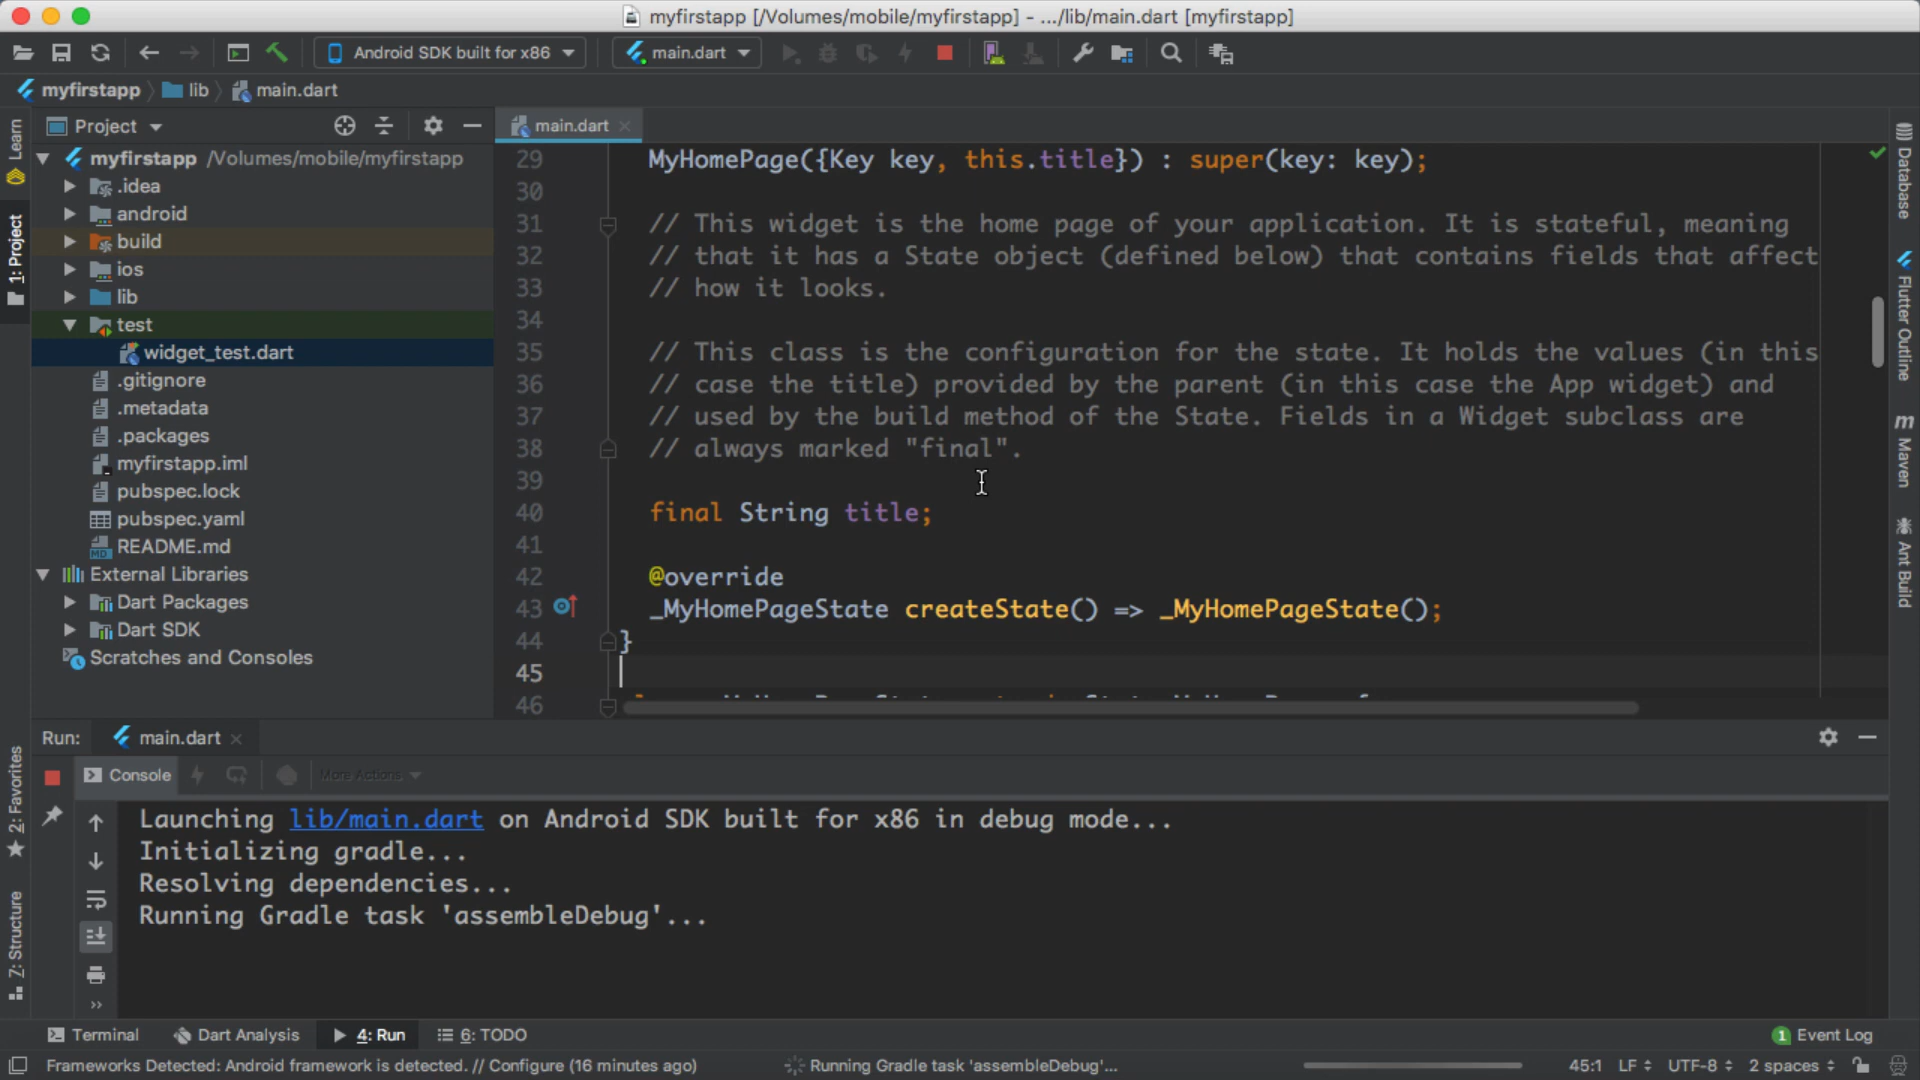 myfirstapp [/Volumes/mobile/myfirstapp] - .../lib/main.dart [myfirstapp]
Android SDK built for x86
main.dart
myfirstapp
lib
main.dart
Learn
1: Project
2: Favorites
7: Structure
Project
myfirstapp /Volumes/mobile/myfirstapp
.idea
android
build
ios
lib
test
widget_test.dart
.gitignore
.metadata
.packages
myfirstapp.iml
pubspec.lock
pubspec.yaml
MD README.md
External Libraries
Dart Packages
Dart SDK
Scratches and Consoles
main.dart
29 MyHomePage({Key key, this.title}) : super(key: key);
30
31 // This widget is the home page of your application. It is stateful, meaning
32 // that it has a State object (defined below) that contains fields that affect
33 // how it looks.
34
35 // This class is the configuration for the state. It holds the values (in this
36 // case the title) provided by the parent (in this case the App widget) and
37 // used by the build method of the State. Fields in a Widget subclass are
38 // always marked "final".
39
40 final String title;
41
42 @override
43 _MyHomePageState createState() => _MyHomePageState();
44 }
45
46
Database
Flutter Outline
m Maven
Ant Build
Run: main.dart
Console
More Actions
Launching lib/main.dart on Android SDK built for x86 in debug mode...
Initializing gradle...
Resolving dependencies...
Running Gradle task 'assembleDebug'...
Terminal
Dart Analysis
4: Run
6: TODO
1 Event Log
Frameworks Detected: Android framework is detected. // Configure (16 minutes ago)
Running Gradle task 'assembleDebug'...
45:1 LF UTF-8 2 spaces